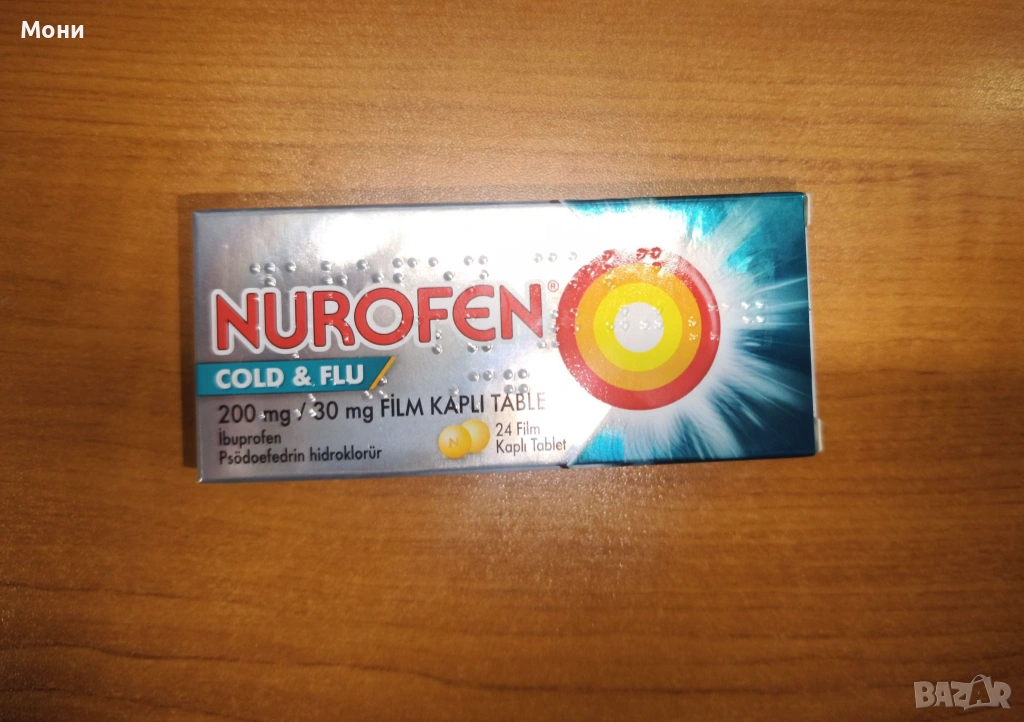 Мони
NUROFEN®
COLD & FLU
200 mg / 30 mg FİLM KAPLI TABLE
İbuprofen
Psödoefedrin hidroklorür
N
24 Film
Kaplı Tablet
BAZAR